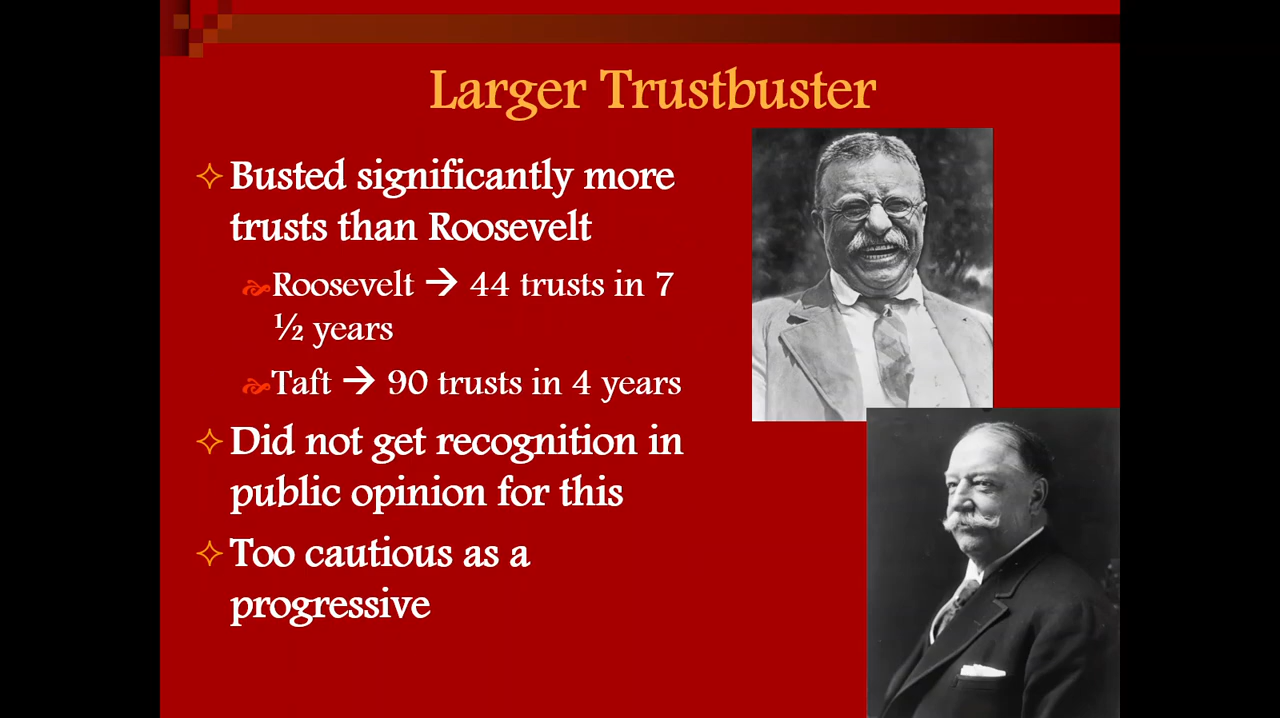 Larger Trustbuster
Busted significantly more
trusts than Roosevelt
Roosevelt → 44 trusts in 7
½ years
Taft → 90 trusts in 4 years
Did not get recognition in
public opinion for this
Too cautious as a
progressive